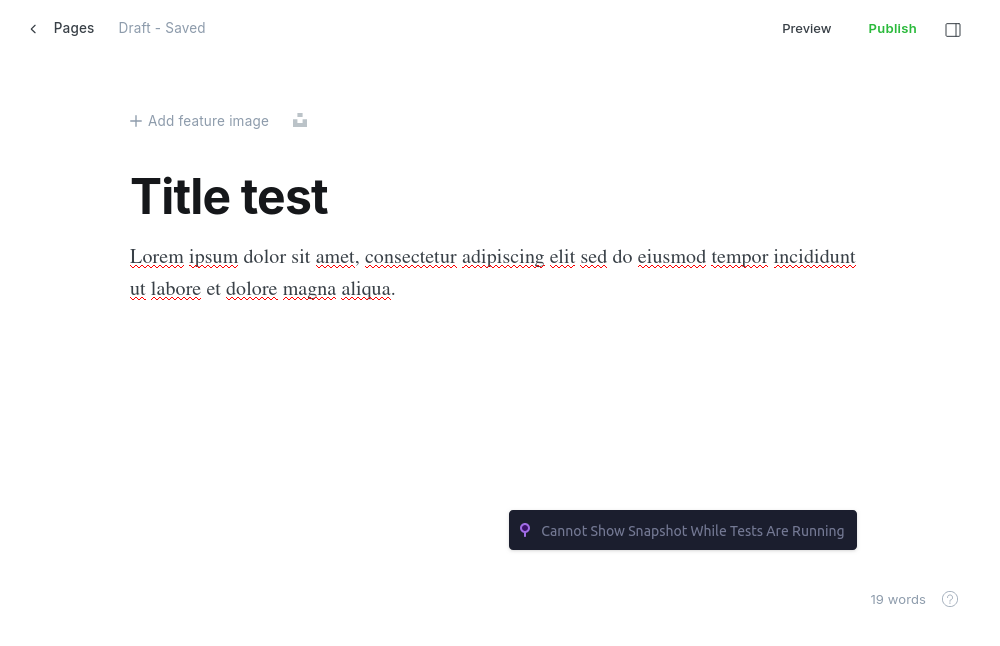 Pages Draft - Saved Preview Publish
Add feature image
Title test
Lorem ipsum dolor sit amet, consectetur adipiscing elit sed do eiusmod tempor incididunt
ut labore et dolore magna aliqua.
Cannot Show Snapshot While Tests Are Running
19 words ?